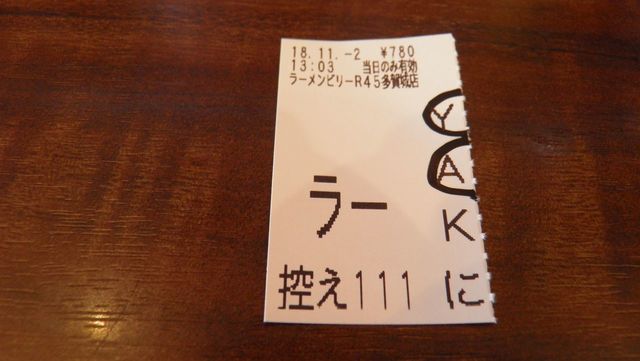 18.11.-2 ¥780
13:03 当日のみ有効
ラーメンビリーR45多賀城店
Y
A
ラー K
控え111 に